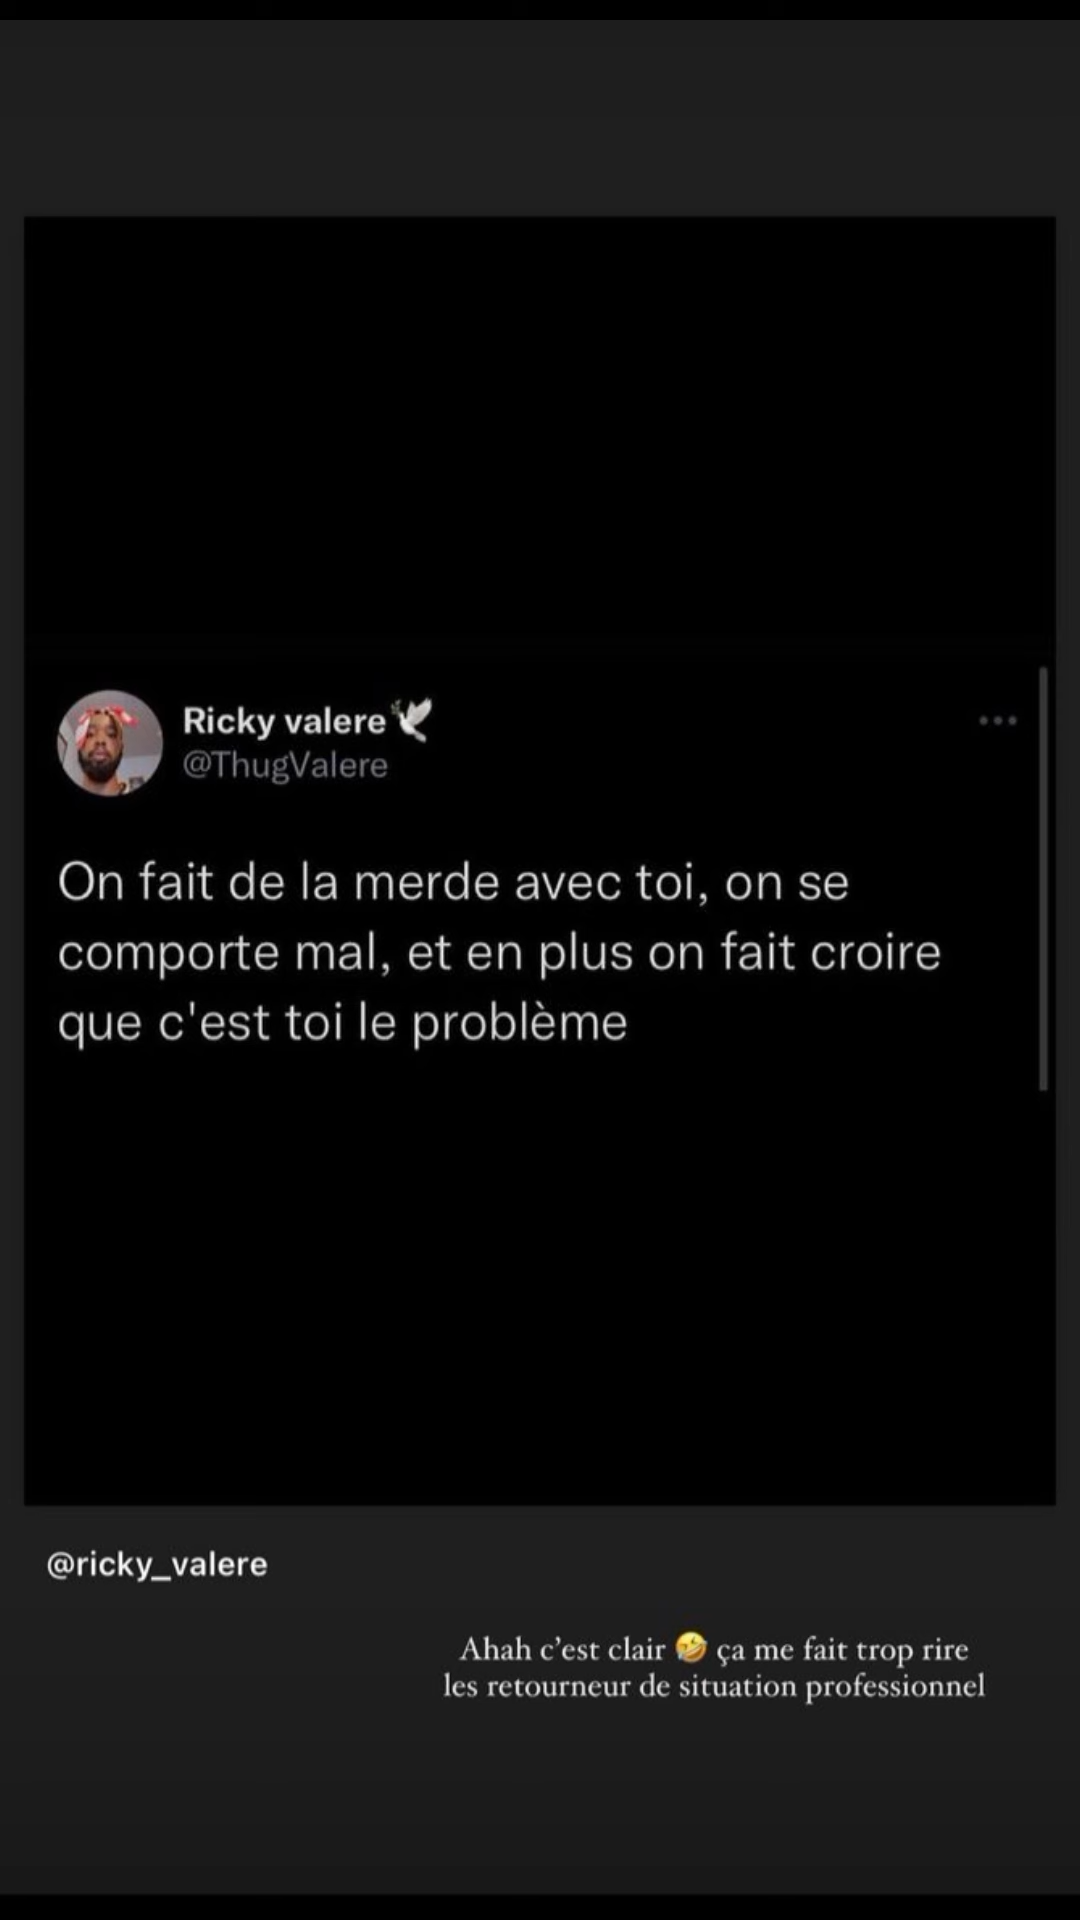 Ricky valere🕊
@ThugValere
On fait de la merde avec toi, on se
comporte mal, et en plus on fait croire
que c'est toi le problème
@ricky_valere
Ahah c’est clair 🤣 ça me fait trop rire
les retourneur de situation professionnel